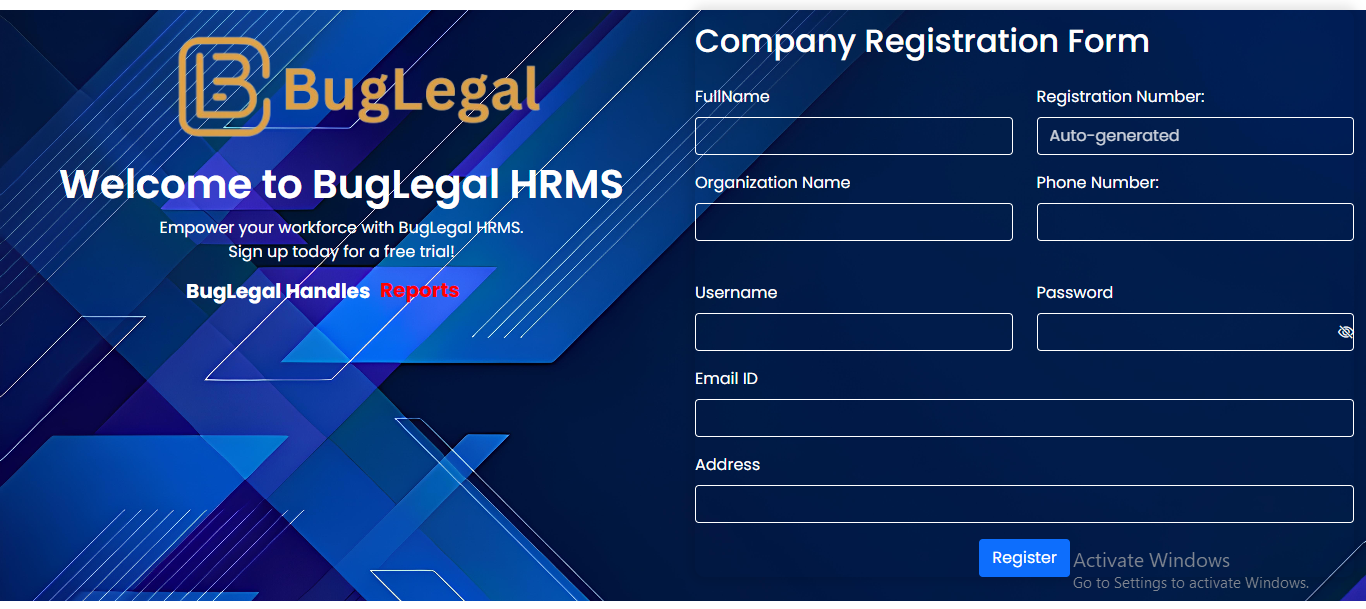 BugLegal
Welcome to BugLegal HRMS
Empower your workforce with BugLegal HRMS.
Sign up today for a free trial!
BugLegal Handles Reports
Company Registration Form
FullName
Registration Number:
Auto-generated
Organization Name
Phone Number:
Username
Password
Email ID
Address
Register
Activate Windows
Go to Settings to activate Windows.